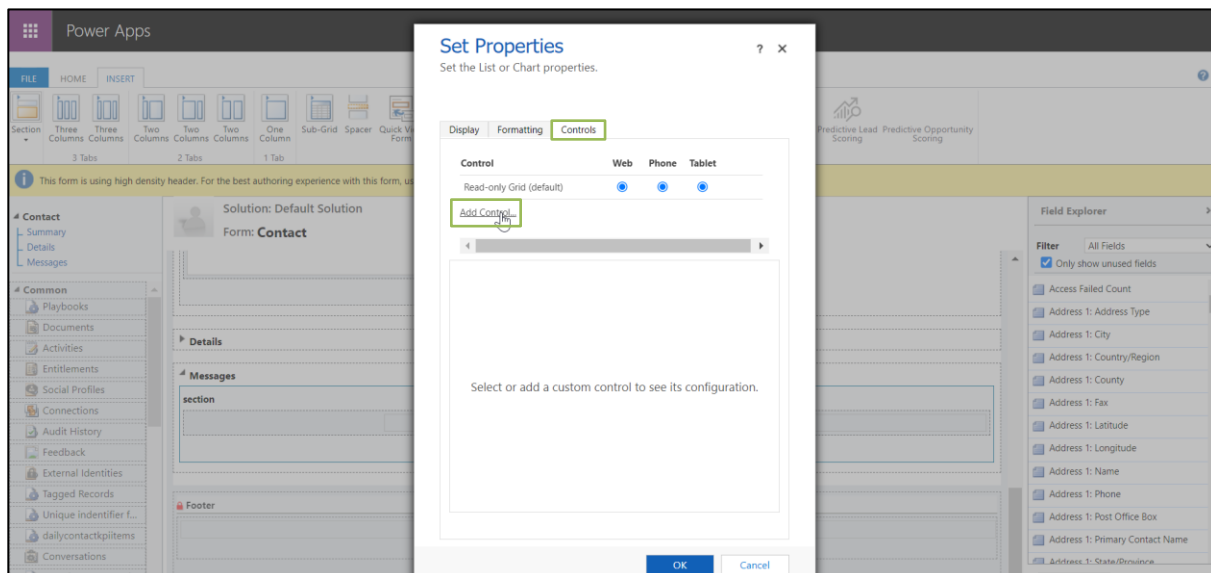 Power Apps
FILE HOME INSERT
Section
Three Columns
Three Columns
Two Columns
Two Columns
Two Columns
One Column
Sub-Grid
Spacer
Quick Vi
Form
3 Tabs
2 Tabs
1 Tab
Predictive Lead Scoring
Predictive Opportunity Scoring
This form is using high density header. For the best authoring experience with this form, us
Contact
Summary
Details
Messages
Common
Playbooks
Documents
Activities
Entitlements
Social Profiles
Connections
Audit History
Feedback
External Identities
Tagged Records
Unique indentifier f...
dailycontactkpiitems
Conversations
Solution: Default Solution
Form: Contact
Details
Messages
section
Footer
Set Properties
? ×
Set the List or Chart properties.
Display Formatting Controls
Control Web Phone Tablet
Read-only Grid (default)
Add Control...
Select or add a custom control to see its configuration.
OK Cancel
Field Explorer
Filter All Fields
Only show unused fields
Access Failed Count
Address 1: Address Type
Address 1: City
Address 1: Country/Region
Address 1: County
Address 1: Fax
Address 1: Latitude
Address 1: Longitude
Address 1: Name
Address 1: Phone
Address 1: Post Office Box
Address 1: Primary Contact Name
Address 1: State/Province